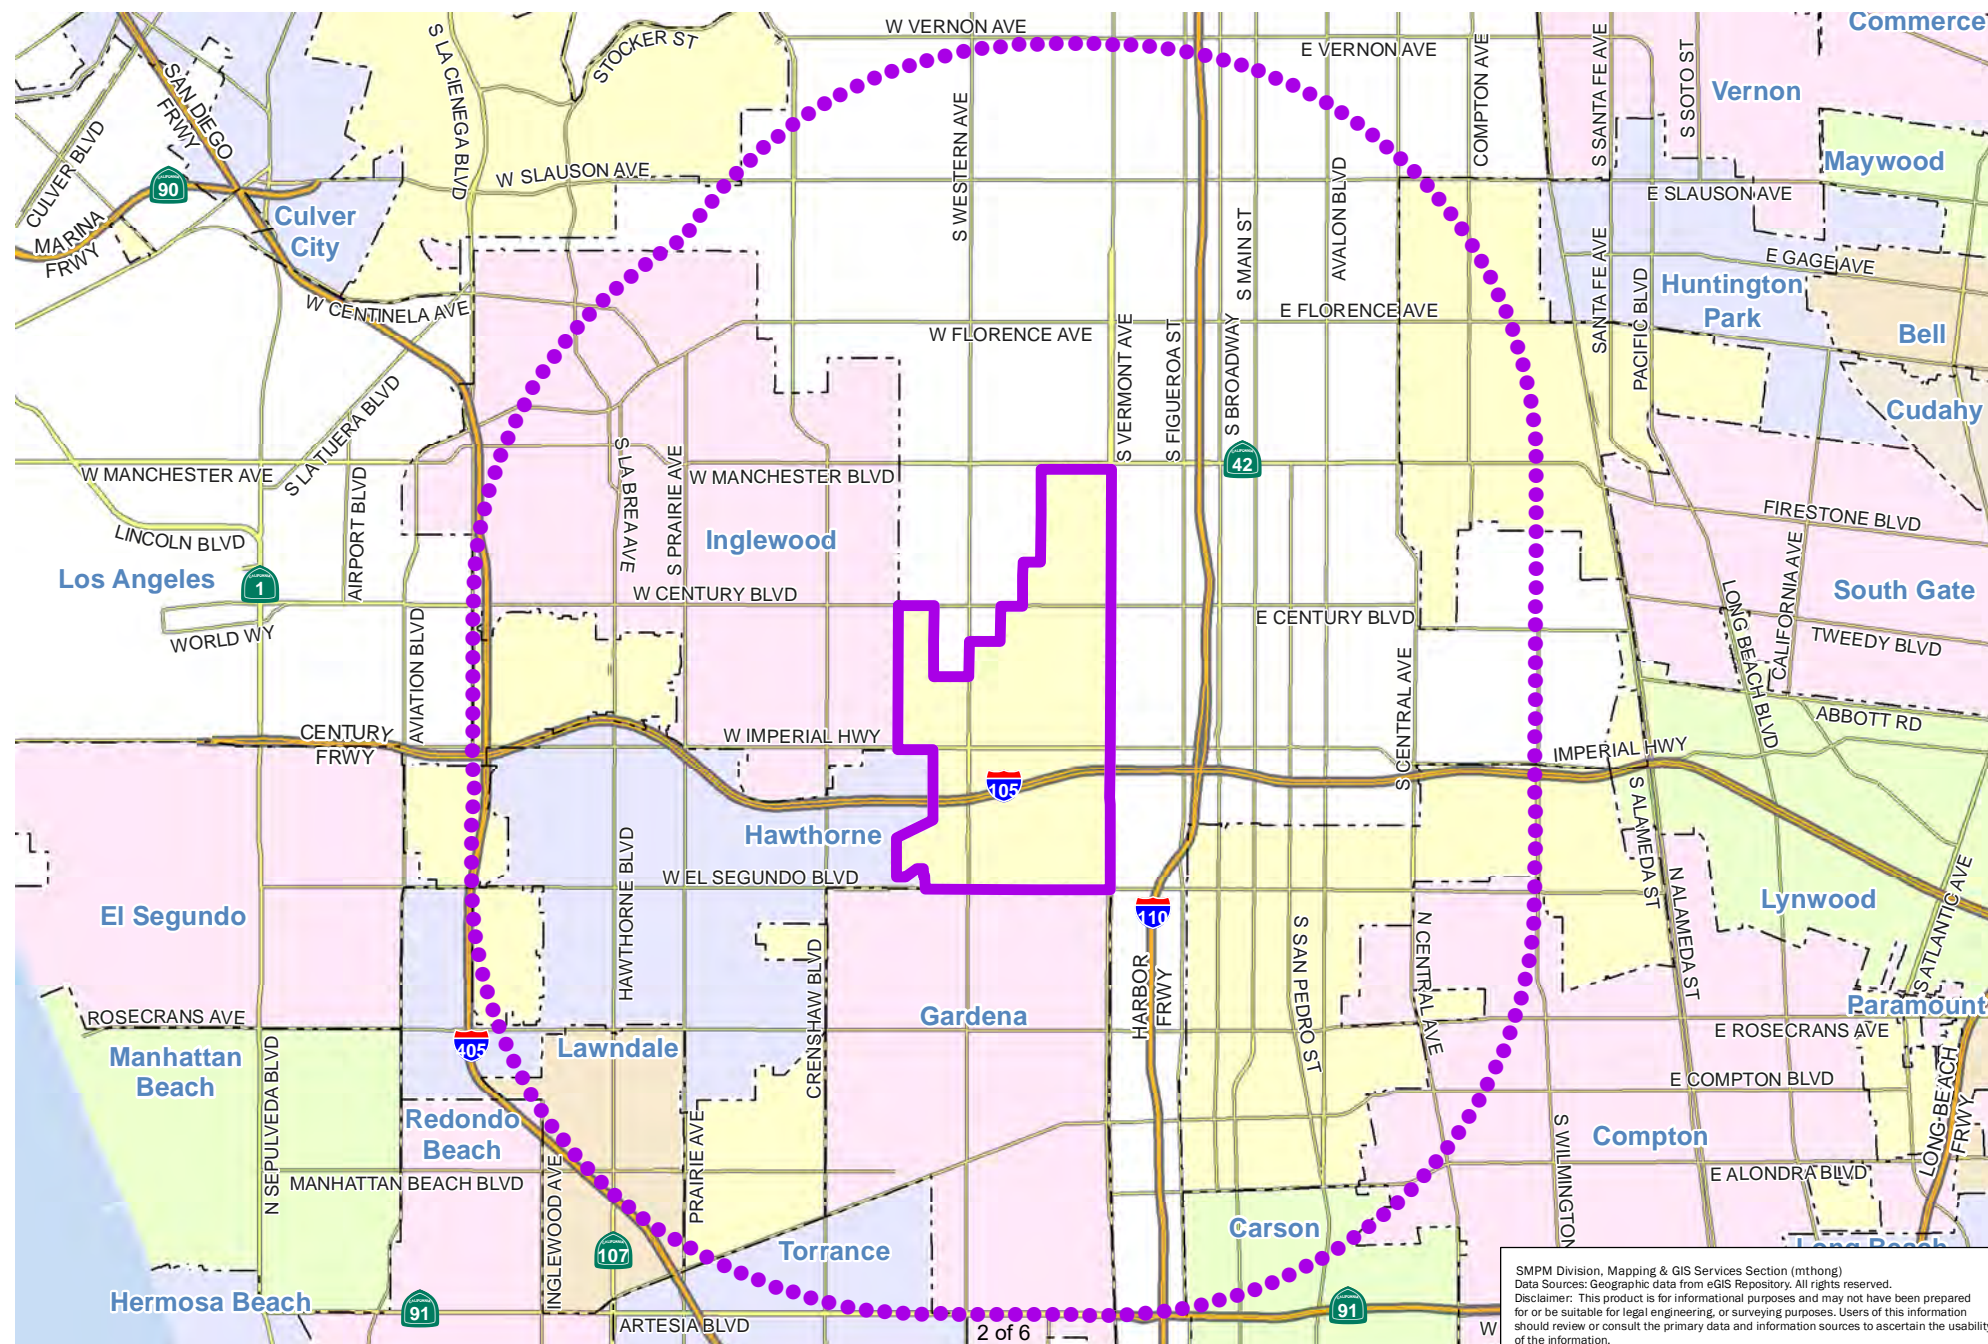 W VERNON AVE
E VERNON AVE
Commerce
STOCKER ST
S LA CIENEGA BLVD
SAN DIEGO
FRWY
COMPTON AVE
S SANTA FE AVE
S SOTO ST
Vernon
CULVER BLVD
90
MARINA
FRWY
Culver
City
W SLAUSON AVE
S WESTERN AVE
S MAIN ST
AVALON BLVD
Maywood
E SLAUSON AVE
E GAGE AVE
W CENTINELA AVE
W FLORENCE AVE
E FLORENCE AVE
S VERMONT AVE
S FIGUEROA ST
S BROADWAY
SANTA FE AVE
PACIFIC BLVD
Huntington
Park
Bell
Cudahy
S LA TIJERA BLVD
W MANCHESTER AVE
AIRPORT BLVD
S LA BREA AVE
S PRAIRIE AVE
W MANCHESTER BLVD
42
LINCOLN BLVD
FIRESTONE BLVD
Inglewood
Los Angeles
1
WORLD WY
AVIATION BLVD
W CENTURY BLVD
E CENTURY BLVD
S CENTRAL AVE
LONG BEACH BLVD
CALIFORNIA AVE
South Gate
TWEEDY BLVD
CENTURY
FRWY
W IMPERIAL HWY
IMPERIAL HWY
ABBOTT RD
105
Hawthorne
HAWTHORNE BLVD
W EL SEGUNDO BLVD
S ALAMEDA ST
N ALAMEDA ST
El Segundo
110
Lynwood
S ATLANTIC AVE
CRENSHAW BLVD
HARBOR
FRWY
S SAN PEDRO ST
N CENTRAL AVE
Paramount
ROSECRANS AVE
Gardena
E ROSECRANS AVE
405
Lawndale
Manhattan
Beach
N SEPULVEDA BLVD
E COMPTON BLVD
Redondo
Beach
Compton
S WILMINGTON
LONG BEACH
FRWY
MANHATTAN BEACH BLVD
INGLEWOOD AVE
PRAIRIE AVE
E ALONDRA BLVD
Carson
Torrance
107
Long Beach
Hermosa Beach
91
91
ARTESIA BLVD
2 of 6
W
SMPM Division, Mapping & GIS Services Section (mthong)
Data Sources: Geographic data from eGIS Repository. All rights reserved.
Disclaimer: This product is for informational purposes and may not have been prepared
for or be suitable for legal engineering, or surveying purposes. Users of this information
should review or consult the primary data and information sources to ascertain the usability
of the information.